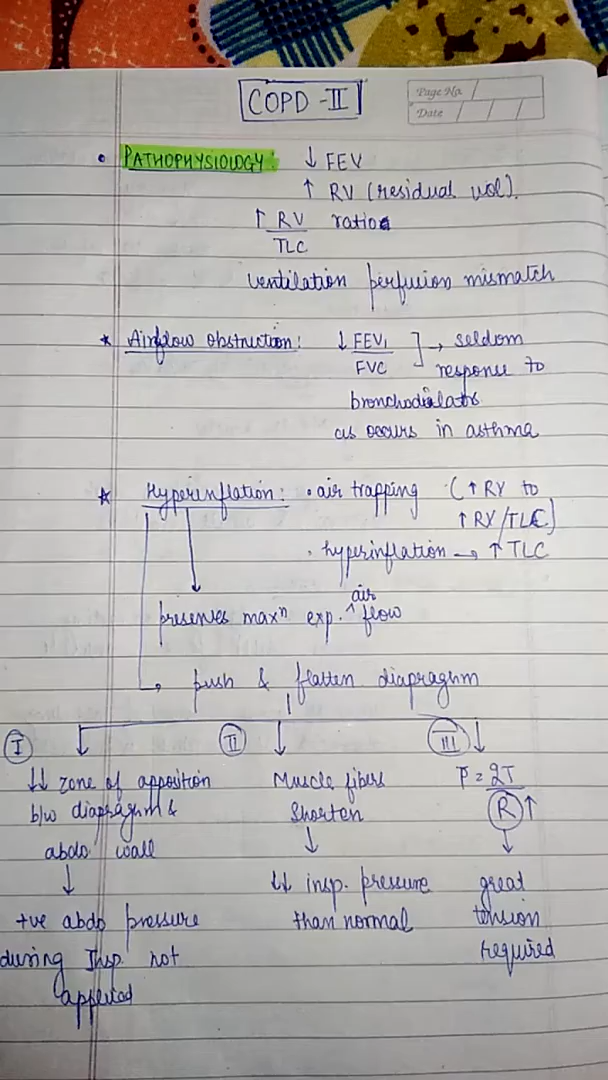 COPD-II
Page No.
Date
• PATHOPHYSIOLOGY: ↓ FEV
↑ RV (residual vol).
↑ RV/TLC ratio
ventilation perfusion mismatch
* Airflow obstruction: ↓ FEV₁/FVC ] → seldom
response to
bronchodialators
as occurs in asthma
* Hyperinflation: • air trapping (↑ RV to
↑ RV/TLC)
• hyperinflation → ↑ TLC
preserves maxⁿ exp. ^air flow
→ push & flatten diaphragm
I II III
↓↓ zone of apposition
b/w diaphragm &
abdo wall
↓
+ve abdo pressure
during Insp. not
applied
Muscle fibers
Shorten
↓
↓↓ insp. pressure
than normal
P = 2T/R ↑
↓
great
tension
required